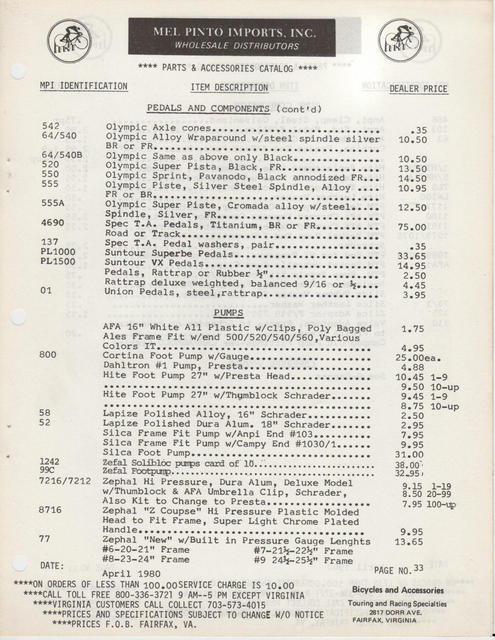 MEL PINTO IMPORTS, INC.
WHOLESALE DISTRIBUTORS
**** PARTS & ACCESSORIES CATALOG ****
MPI IDENTIFICATION ITEM DESCRIPTION DEALER PRICE
PEDALS AND COMPONENTS (cont'd)
542 Olympic Axle cones .35
64/540 Olympic Alloy Wraparound w/steel spindle silver
BR or FR 10.50
64/540B Olympic Same as above only Black 10.50
520 Olympic Super Pista, Black, FR 13.50
550 Olympic Sprint, Pavanodo, Black annodized FR 14.50
555 Olympic Piste, Silver Steel Spindle, Alloy 10.95
FR or BR
555A Olympic Super Piste, Cromada alloy w/steel 12.50
Spindle, Silver, FR
4690 Spec T.A. Pedals, Titanium, BR or FR 75.00
Road or Track
137 Spec T.A. Pedal washers, pair .35
PL1000 Suntour Superbe Pedals 33.65
PL1500 Suntour VX Pedals 14.95
Pedals, Rattrap or Rubber ½" 2.50
Rattrap deluxe weighted, balanced 9/16 or ½ 4.45
01 Union Pedals, steel,rattrap 3.95
PUMPS
AFA 16" White All Plastic w/clips, Poly Bagged 1.75
Ales Frame Fit w/end 500/520/540/560,Various
Colors IT 4.95
800 Cortina Foot Pump w/Gauge 25.00ea.
Dahltron #1 Pump, Presta 4.88
Hite Foot Pump 27" w/Presta Head 10.45 1-9
9.50 10-up
Hite Foot Pump 27" w/Thumblock Schrader 9.45 1-9
8.75 10-up
58 Lapize Polished Alloy, 16" Schrader 2.50
52 Lapize Polished Dura Alum. 18" Schrader 2.95
Silca Frame Fit Pump w/Anpi End #103 7.95
Silca Frame Fit Pump w/Campy End #1030/1 9.95
Silca Foot Pump 31.00
1242 Zefal Solibloc pumps card of 10 38.00
99C Zefal Footpump 32.95
7216/7212 Zephal Hi Pressure, Dura Alum, Deluxe Model 9.15 1-19
w/Thumblock & AFA Umbrella Clip, Schrader, 8.50 20-99
Also Kit to Change to Presta 7.95 100-up
8716 Zephal "Z Coupse" Hi Pressure Plastic Molded
Head to Fit Frame, Super Light Chrome Plated
Handle 9.95
77 Zephal "New" w/Built in Pressure Gauge Lenghts 13.65
#6-20-21" Frame #7-21½-22½" Frame
#8-23-24" Frame #9 24½-25½" Frame
DATE: April 1980 PAGE NO. 33
****ON ORDERS OF LESS THAN 100.00 SERVICE CHARGE IS 10.00
****CALL TOLL FREE 800-336-3721 9 AM--5 PM EXCEPT VIRGINIA
****VIRGINIA CUSTOMERS CALL COLLECT 703-573-4015
****PRICES AND SPECIFICATIONS SUBJECT TO CHANGE W/O NOTICE
****PRICES F.O.B. FAIRFAX, VA.
Bicycles and Accessories
Touring and Racing Specialties
2817 DORR AVE.
FAIRFAX, VIRGINIA